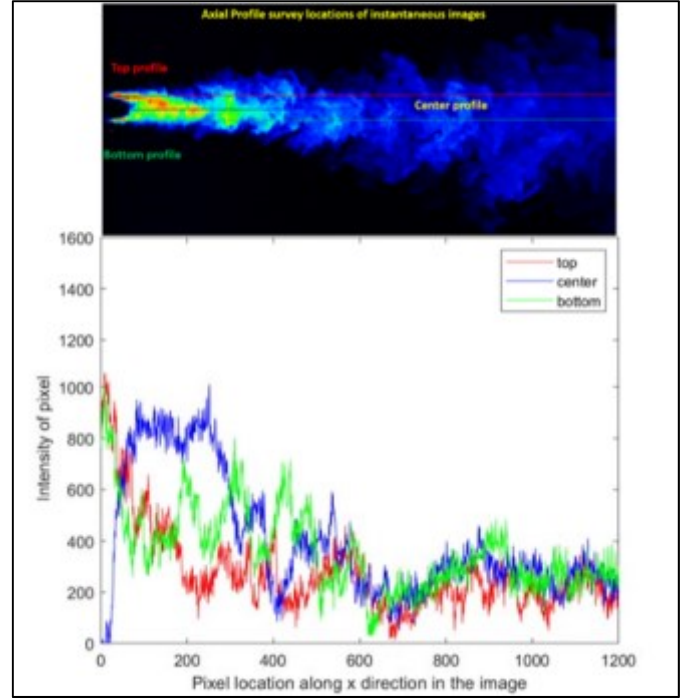 Axial Profile survey locations of instantaneous images
Top profile
Center profile
Bottom profile
1600
1400
1200
1000
800
600
400
200
0
Intensity of pixel
top
center
bottom
0 200 400 600 800 1000 1200
Pixel location along x direction in the image